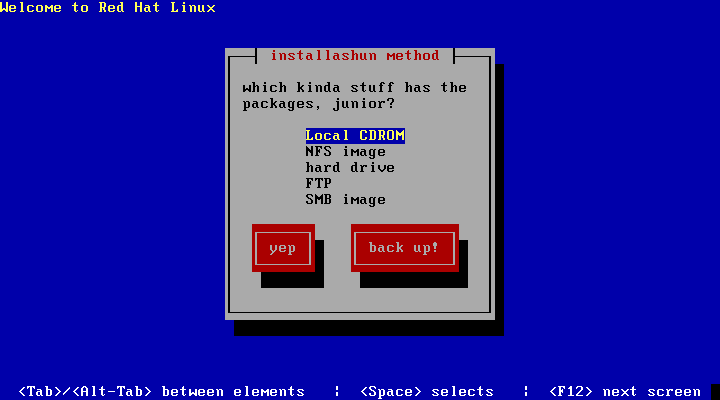 Welcome to Red Hat Linux
installashun method
which kinda stuff has the
packages, junior?
Local CDROM
NFS image
hard drive
FTP
SMB image
yep back up!
<Tab>/<Alt-Tab> between elements ¦ <Space> selects ¦ <F12> next screen